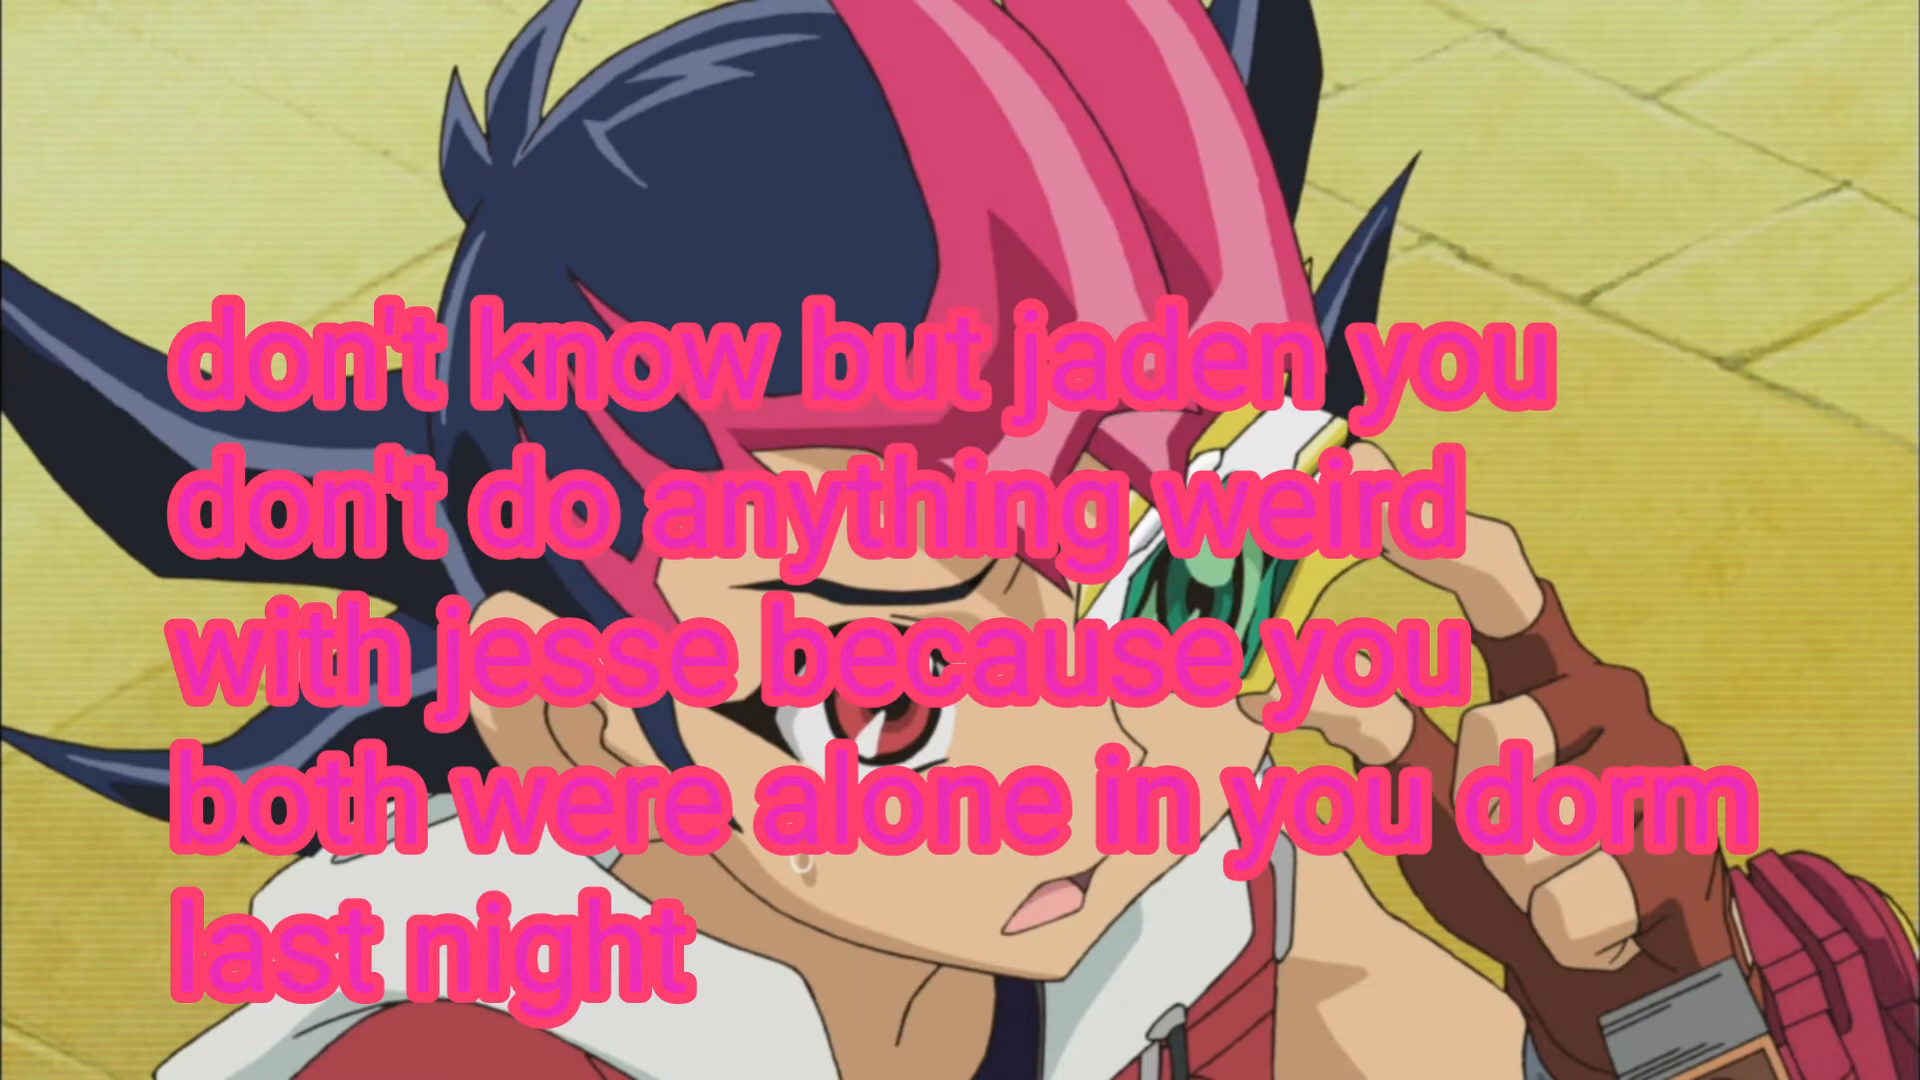 don't know but jaden you
don't do anything weird
with jesse because you
both were alone in you dorm
last night